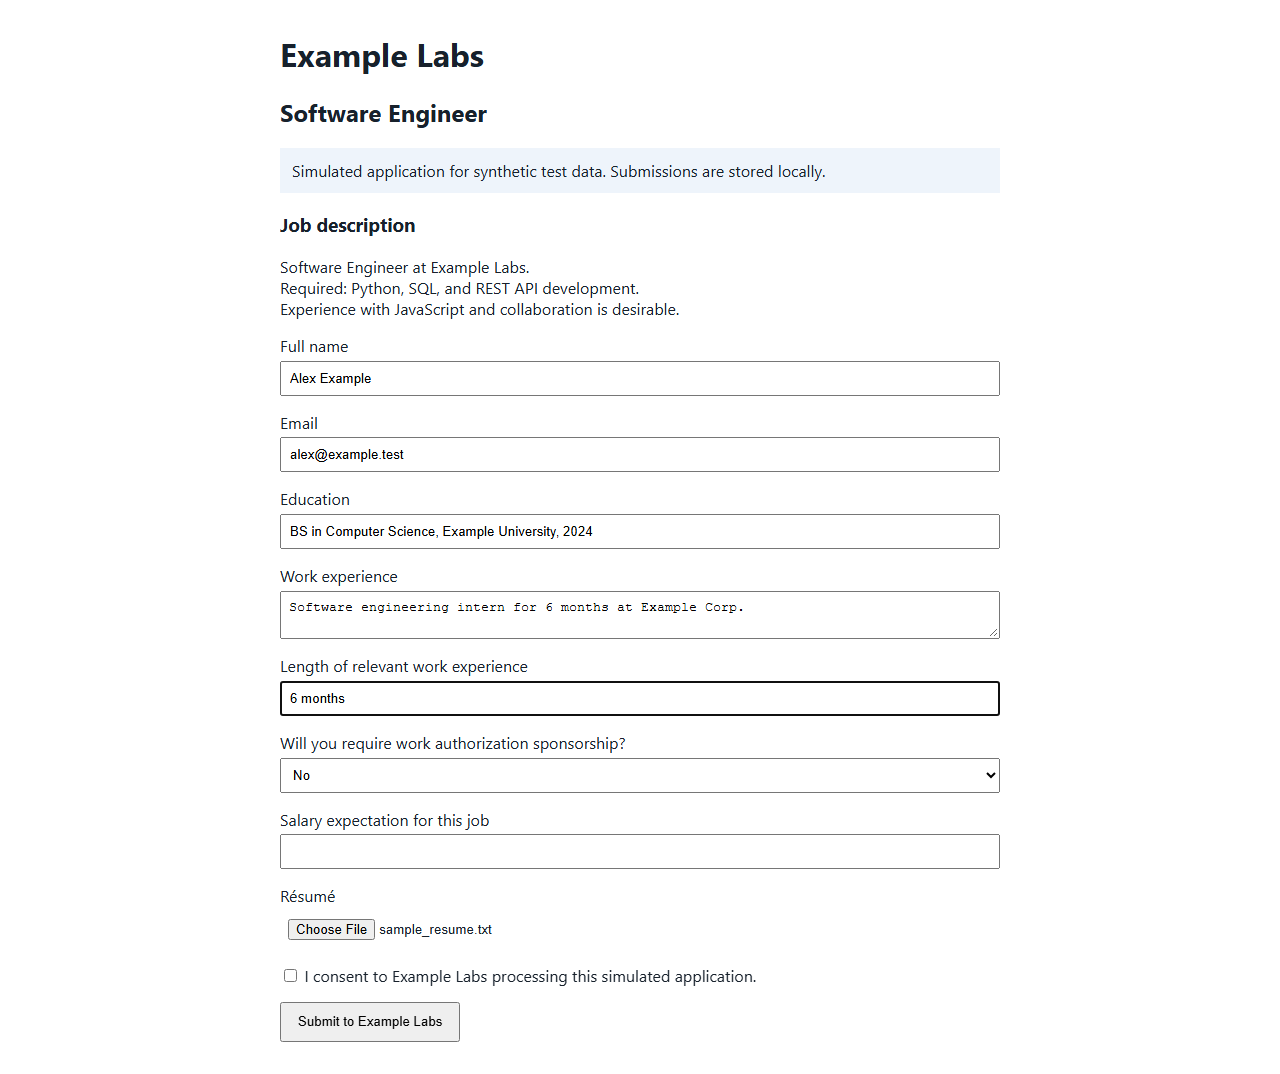 Example Labs
Software Engineer
Simulated application for synthetic test data. Submissions are stored locally.
Job description
Software Engineer at Example Labs.
Required: Python, SQL, and REST API development.
Experience with JavaScript and collaboration is desirable.
Full name
Alex Example
Email
alex@example.test
Education
BS in Computer Science, Example University, 2024
Work experience
Software engineering intern for 6 months at Example Corp.
Length of relevant work experience
6 months
Will you require work authorization sponsorship?
No
Salary expectation for this job
Résumé
Choose File sample_resume.txt
I consent to Example Labs processing this simulated application.
Submit to Example Labs